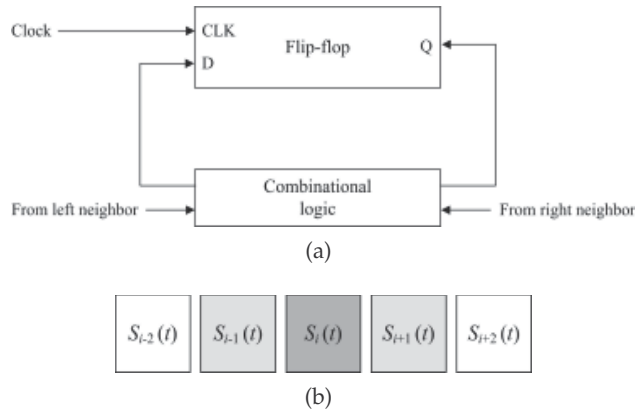 Clock
CLK
Flip-flop
Q
D
Combinational
logic
From left neighbor
From right neighbor
(a)
S_{i-2}(t) S_{i-1}(t) S_i(t) S_{i+1}(t) S_{i+2}(t)
(b)